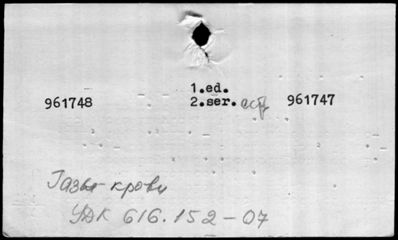 1.ed.
961748 2.ser. 961747
Газы крови
УДК 616.152-07